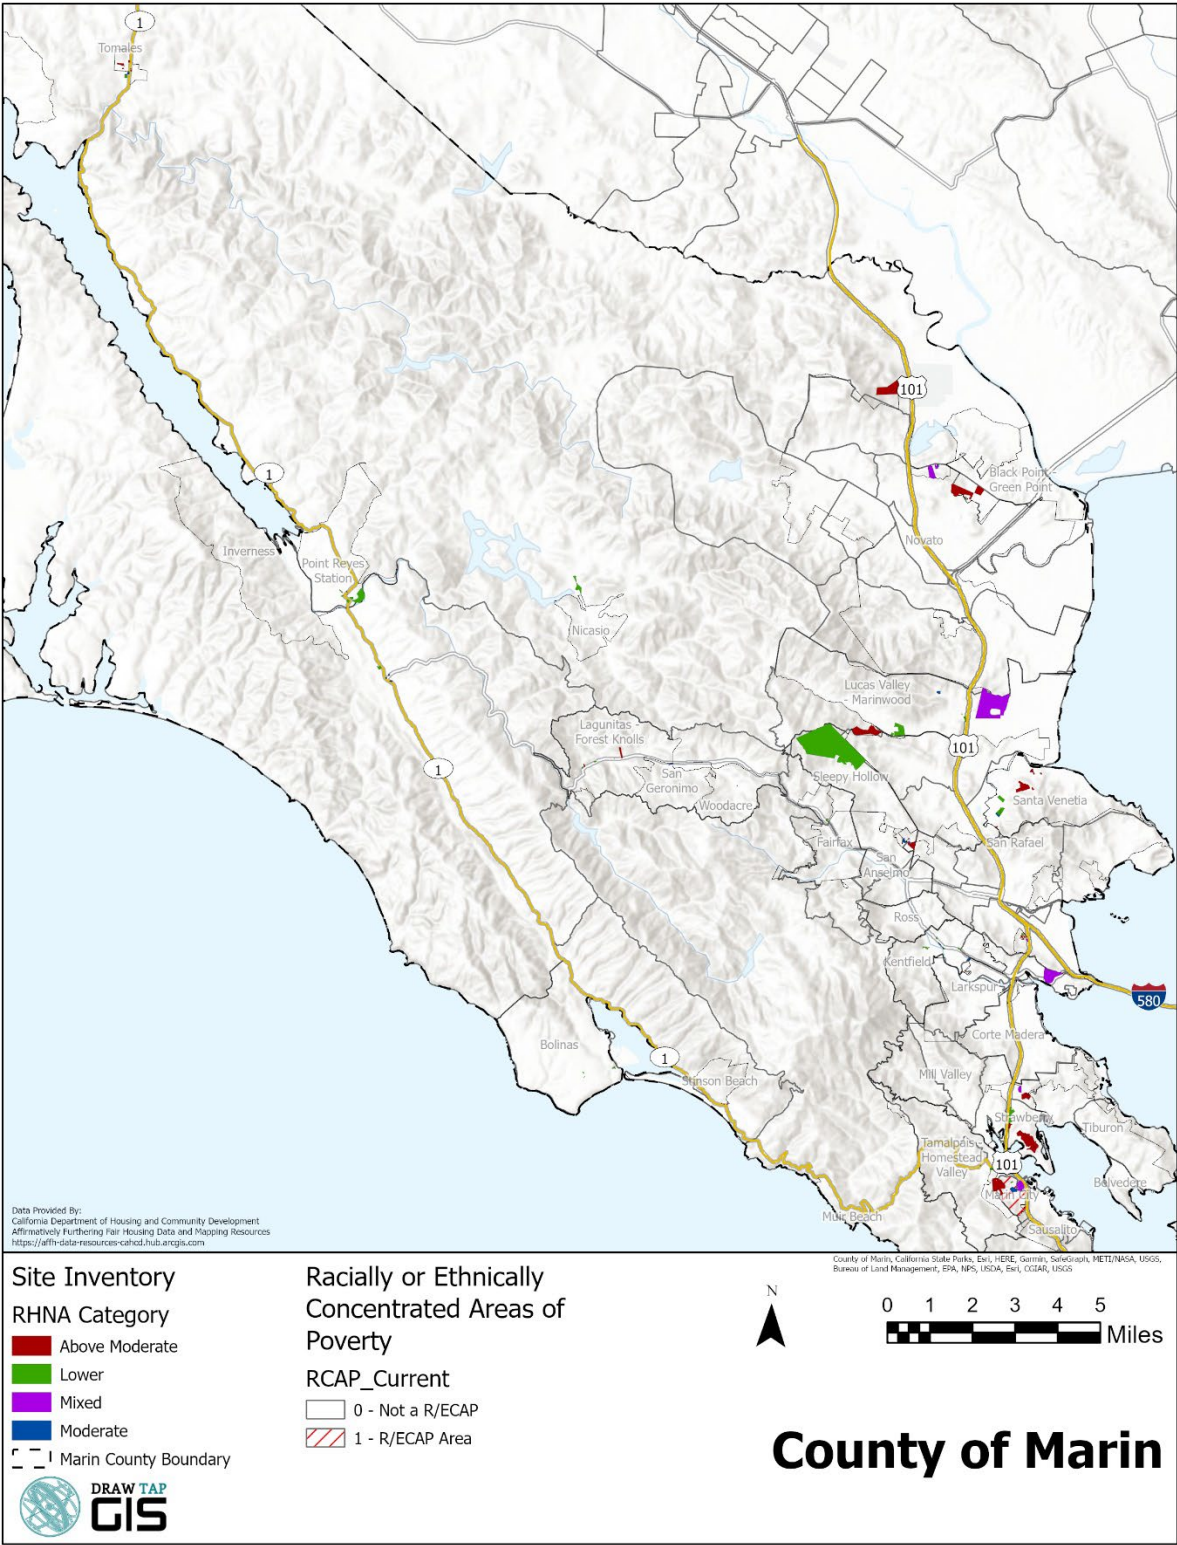 1
Tomales
101
Black Point -
Green Point
1
Novato
Inverness
Point Reyes
Station
Nicasio
Lucas Valley
- Marinwood
Lagunitas -
Forest Knolls
101
1
San
Geronimo
Sleepy Hollow
Woodacre
Santa Venetia
Fairfax
San Rafael
San
Anselmo
Ross
Kentfield
Larkspur
580
Corte Madera
Bolinas
1
Mill Valley
Stinson Beach
Strawberry
Tiburon
Tamalpais -
Homestead
Valley
101
Belvedere
Marin City
Muir Beach
Sausalito
Data Provided By:
California Department of Housing and Community Development
Affirmatively Furthering Fair Housing Data and Mapping Resources
https://affh-data-resources-cahcd.hub.arcgis.com
County of Marin, California State Parks, Esri, HERE, Garmin, SafeGraph, METI/NASA, USGS,
Bureau of Land Management, EPA, NPS, USDA, Esri, CGIAR, USGS
Site Inventory
RHNA Category
Above Moderate
Lower
Mixed
Moderate
Marin County Boundary
Racially or Ethnically
Concentrated Areas of
Poverty
RCAP_Current
0 - Not a R/ECAP
1 - R/ECAP Area
N
0 1 2 3 4 5
Miles
County of Marin
DRAW TAP
GIS